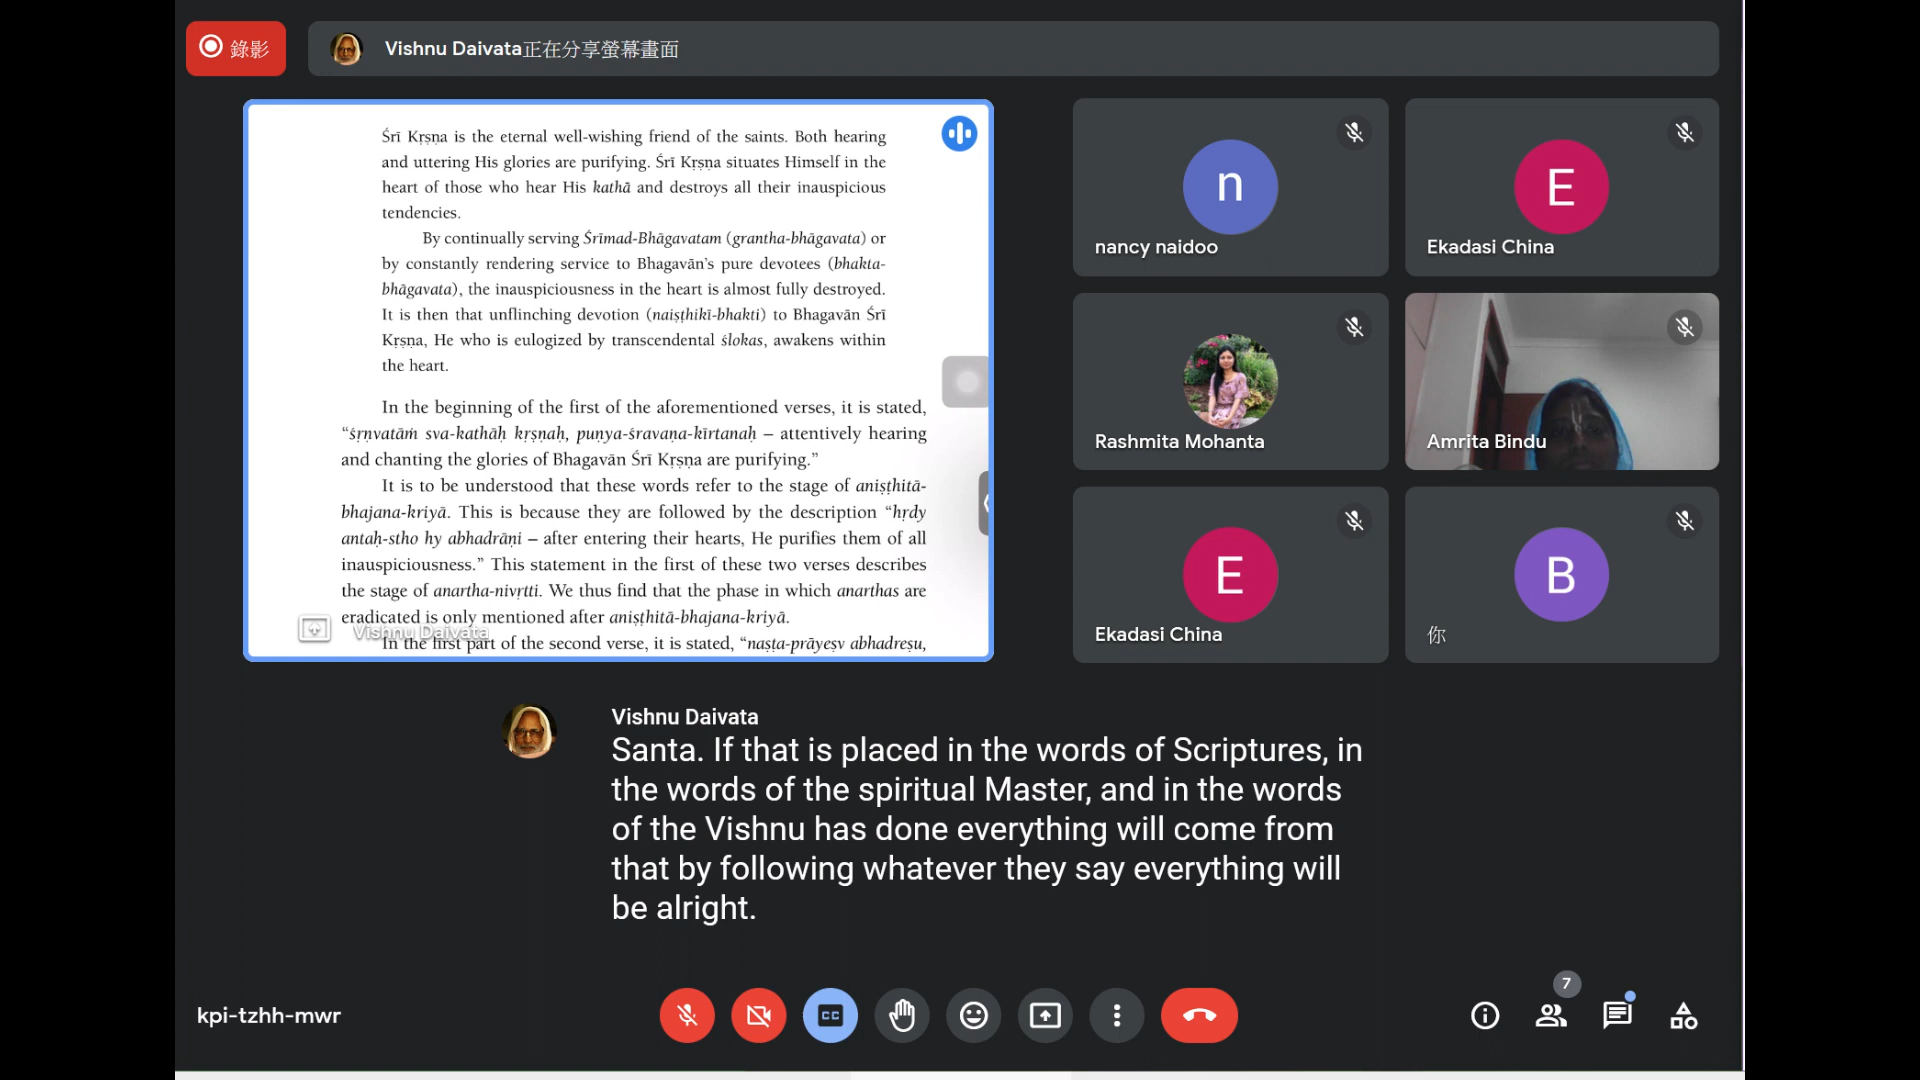 錄影
Vishnu Daivata正在分享螢幕畫面
Śrī Kṛṣṇa is the eternal well-wishing friend of the saints. Both hearing
and uttering His glories are purifying. Śrī Kṛṣṇa situates Himself in the
heart of those who hear His kathā and destroys all their inauspicious
tendencies.
By continually serving Śrīmad-Bhāgavatam (grantha-bhāgavata) or
by constantly rendering service to Bhagavān’s pure devotees (bhakta-
bhāgavata), the inauspiciousness in the heart is almost fully destroyed.
It is then that unflinching devotion (naiṣṭhikī-bhakti) to Bhagavān Śrī
Kṛṣṇa, He who is eulogized by transcendental ślokas, awakens within
the heart.
In the beginning of the first of the aforementioned verses, it is stated,
“śṛṇvatāṁ sva-kathāḥ kṛṣṇaḥ, puṇya-śravaṇa-kīrtanaḥ – attentively hearing
and chanting the glories of Bhagavān Śrī Kṛṣṇa are purifying.”
It is to be understood that these words refer to the stage of aniṣṭhitā-
bhajana-kriyā. This is because they are followed by the description “hṛdy
antaḥ-stho hy abhadrāṇi – after entering their hearts, He purifies them of all
inauspiciousness.” This statement in the first of these two verses describes
the stage of anartha-nivṛtti. We thus find that the phase in which anarthas are
eradicated is only mentioned after aniṣṭhitā-bhajana-kriyā.
Vishnu Daivata
In the first part of the second verse, it is stated, “naṣṭa-prāyeṣv abhadreṣu,
n
nancy naidoo
E
Ekadasi China
Rashmita Mohanta
Amrita Bindu
E
Ekadasi China
B
你
Vishnu Daivata
Santa. If that is placed in the words of Scriptures, in
the words of the spiritual Master, and in the words
of the Vishnu has done everything will come from
that by following whatever they say everything will
be alright.
kpi-tzhh-mwr
CC
7